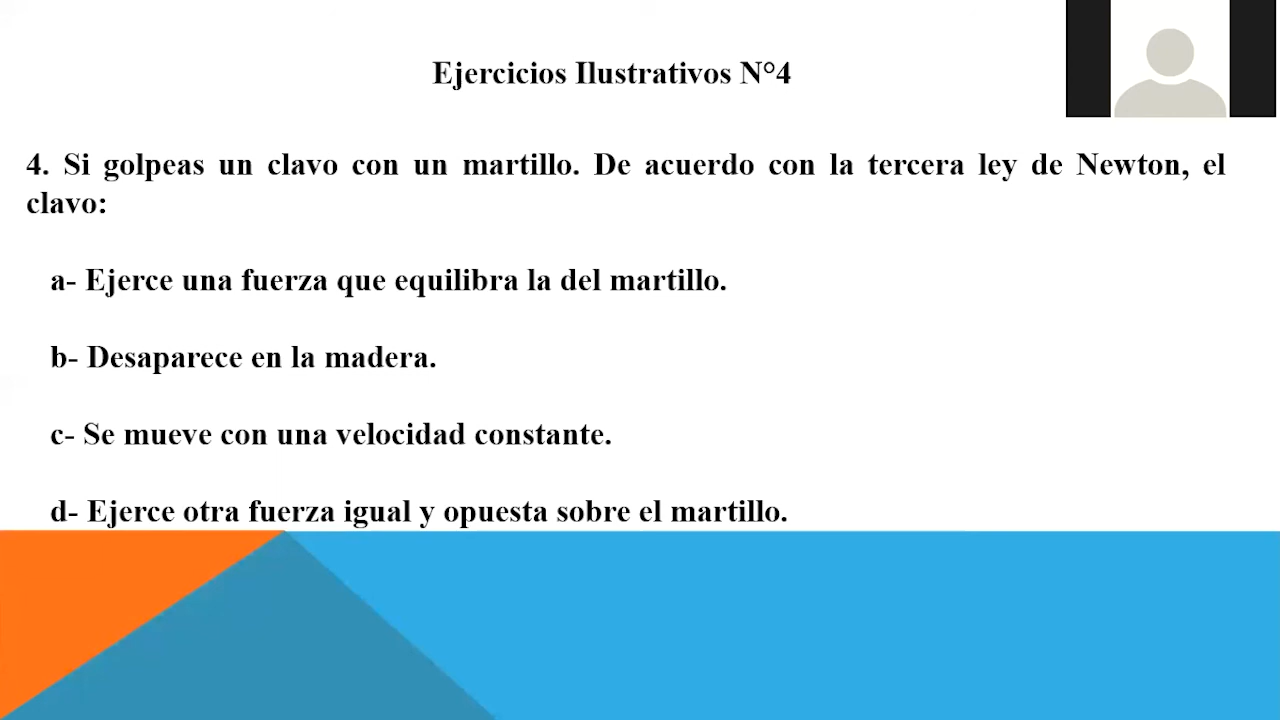 Ejercicios Ilustrativos N°4
4. Si golpeas un clavo con un martillo. De acuerdo con la tercera ley de Newton, el
clavo:
a- Ejerce una fuerza que equilibra la del martillo.
b- Desaparece en la madera.
c- Se mueve con una velocidad constante.
d- Ejerce otra fuerza igual y opuesta sobre el martillo.